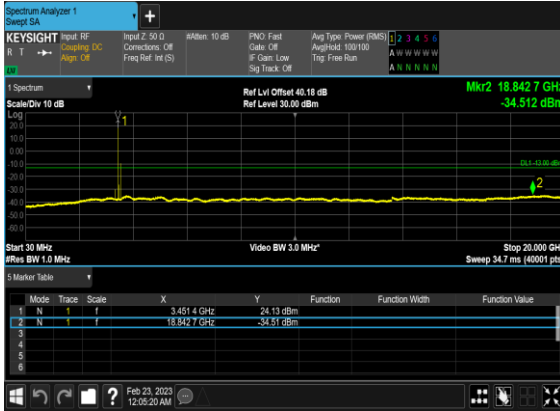 Spectrum Analyzer 1
Swept SA
+
KEYSIGHT Input: RF Input Z: 50 Ω #Atten: 10 dB PNO: Fast Avg Type: Power (RMS) 1 2 3 4 5 6
R T Coupling: DC Corrections: Off Gate: Off Avg|Hold: 100/100
Align: Off Freq Ref: Int (S) IF Gain: Low Trig: Free Run A W W W W W
Sig Track: Off A N N N N N
1 Spectrum
Scale/Div 10 dB
Ref Lvl Offset 40.18 dB
Ref Level 30.00 dBm
Mkr2 18.842 7 GHz
-34.512 dBm
Log
20.0
10.0
0.00
-10.0
-20.0
-30.0
-40.0
-50.0
-60.0
1
DL1 -13.00 dBm
2
Start 30 MHz Video BW 3.0 MHz* Stop 20.000 GHz
#Res BW 1.0 MHz Sweep 34.7 ms (40001 pts)
5 Marker Table
Mode Trace Scale X Y Function Function Width Function Value
1 N 1 f 3.451 4 GHz 24.13 dBm
2 N 1 f 18.842 7 GHz -34.51 dBm
3
4
5
6
? Feb 23, 2023
12:05:20 AM